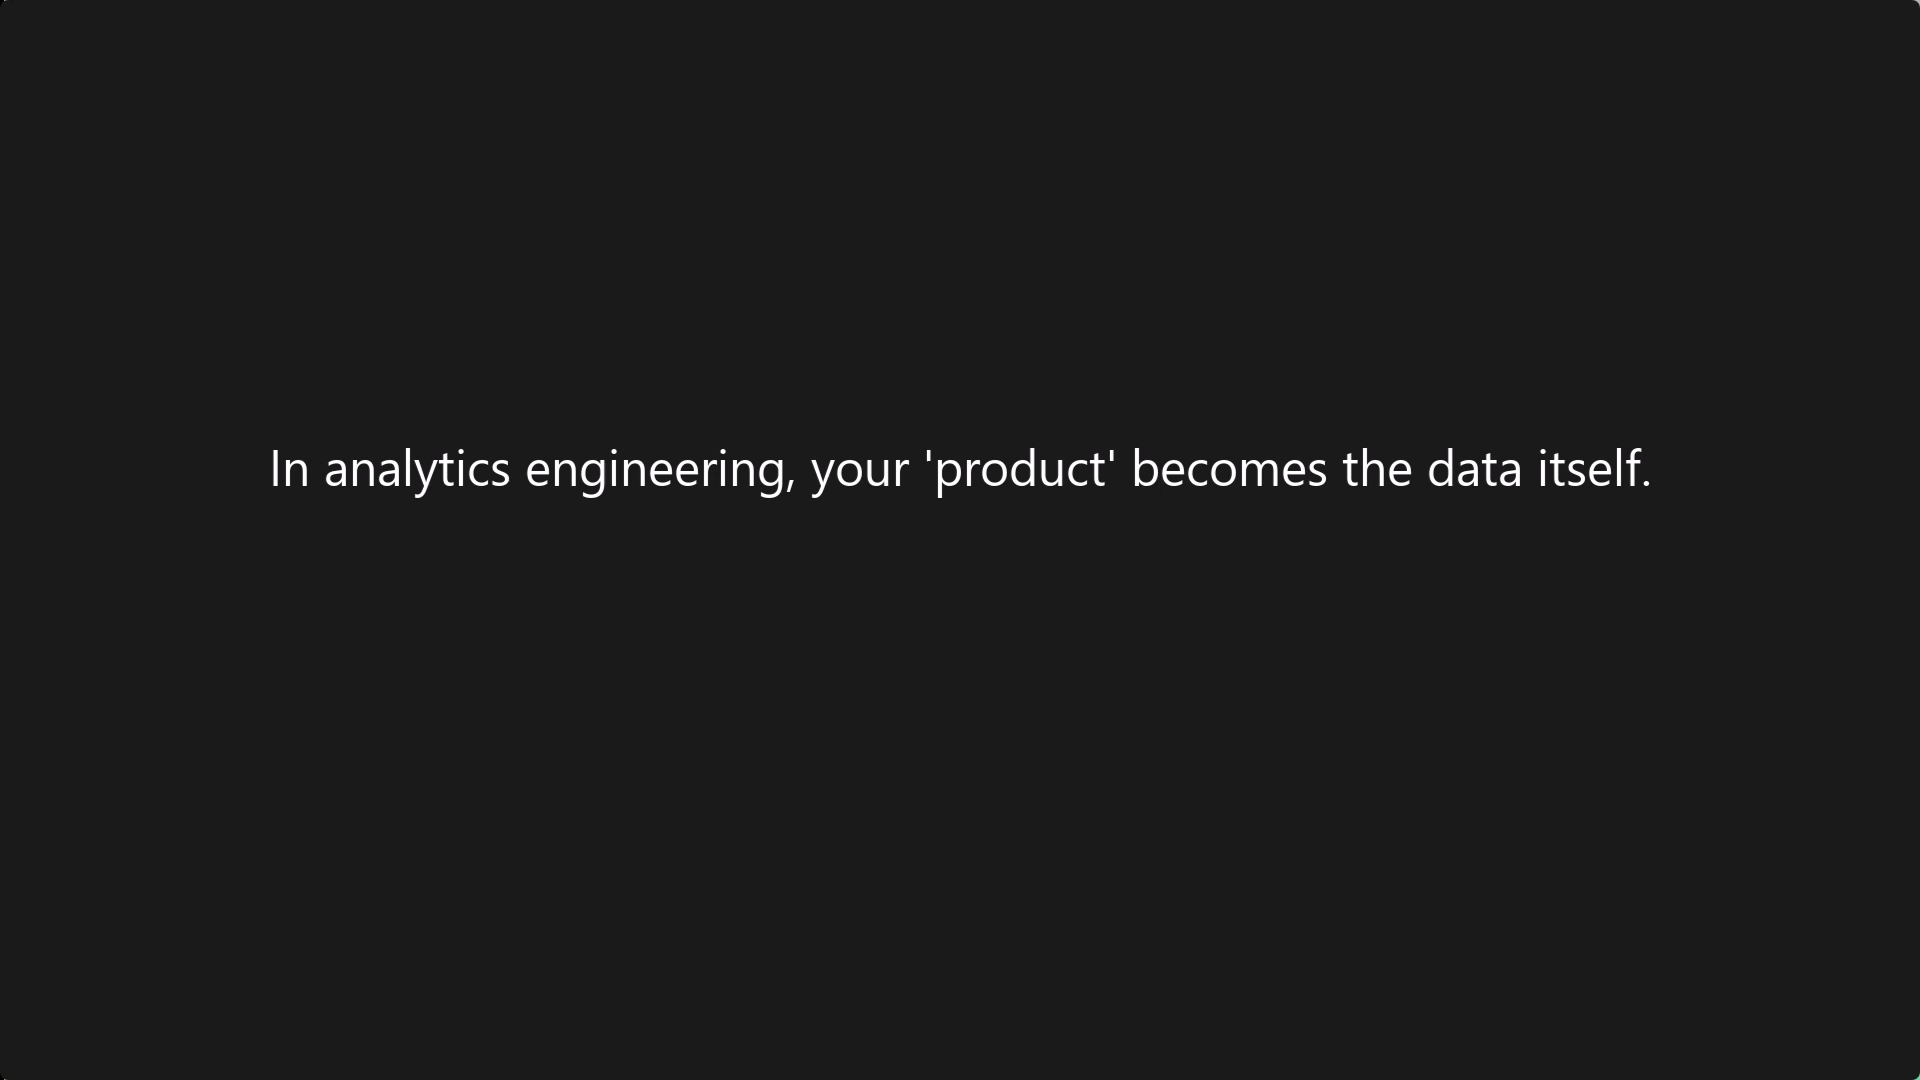 In analytics engineering, your 'product' becomes the data itself.